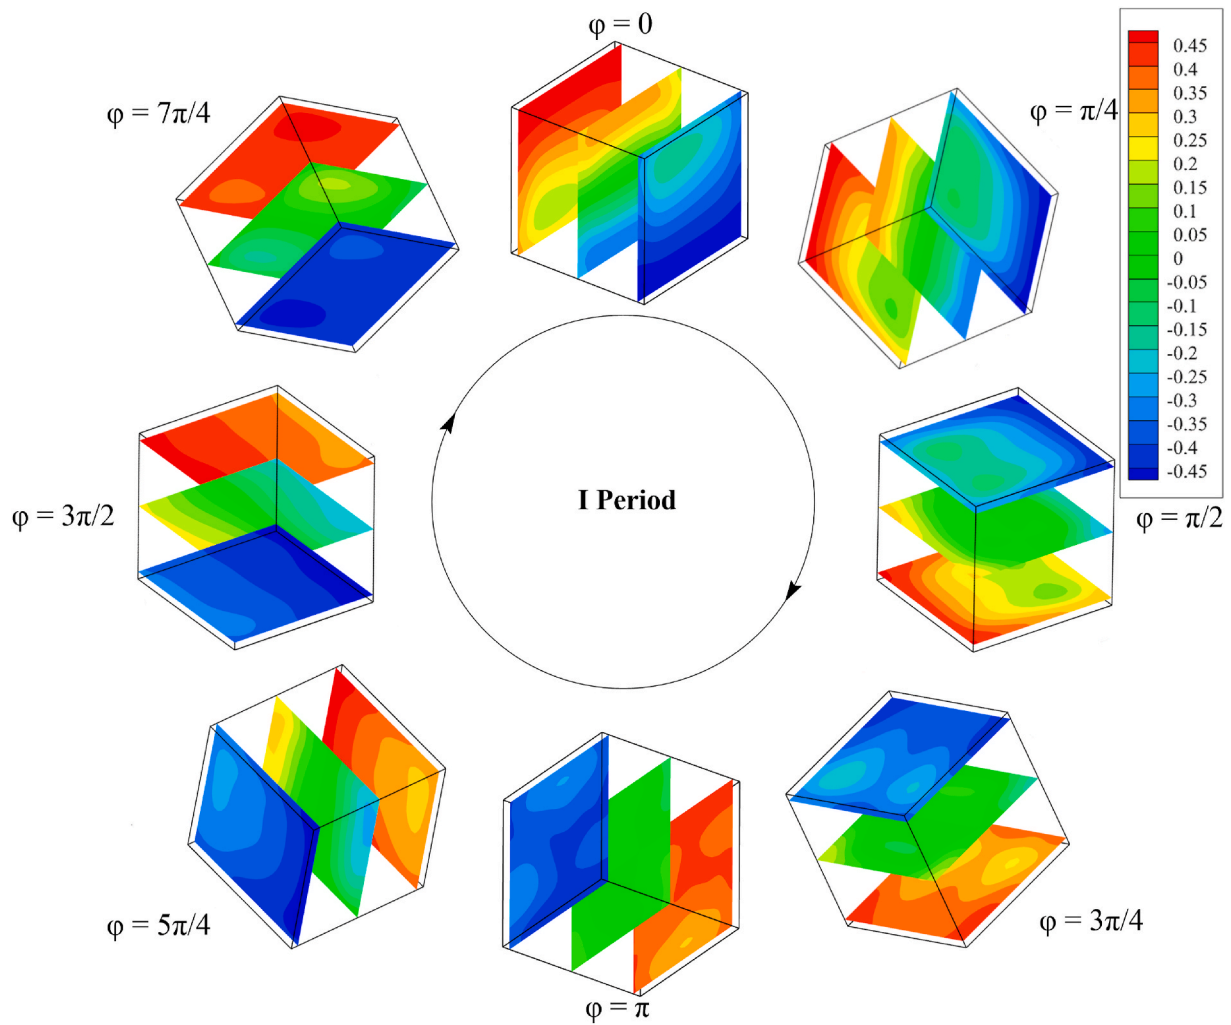 φ = 0
φ = 7π/4
φ = π/4
0.45
0.4
0.35
0.3
0.2
0.15
0.1
0.05
0
-0.05
-0.1
-0.15
-0.2
-0.25
-0.3
-0.35
-0.4
-0.45
I Period
φ = 3π/2
φ = π/2
φ = 5π/4
φ = 3π/4
φ = π